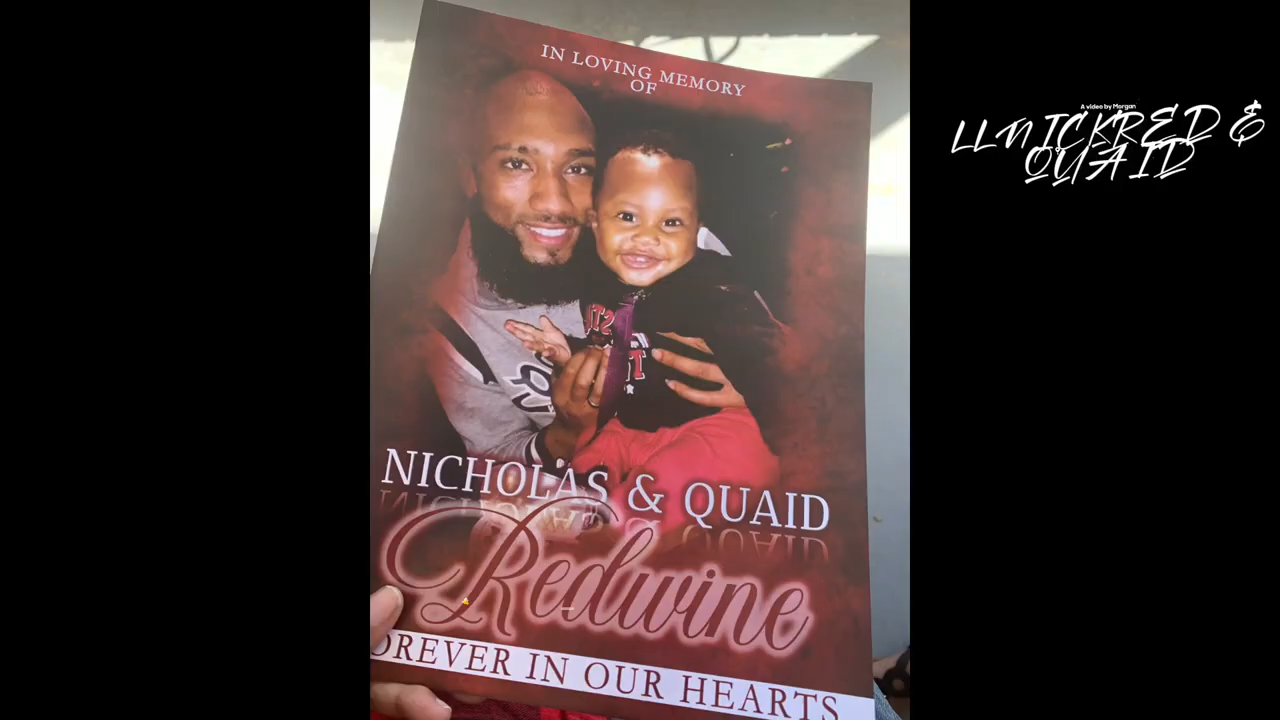 IN LOVING MEMORY
OF
NICHOLAS & QUAID
Redwine
OREVER IN OUR HEARTS
A video by Morgan
LLNICKRED &
QUAID